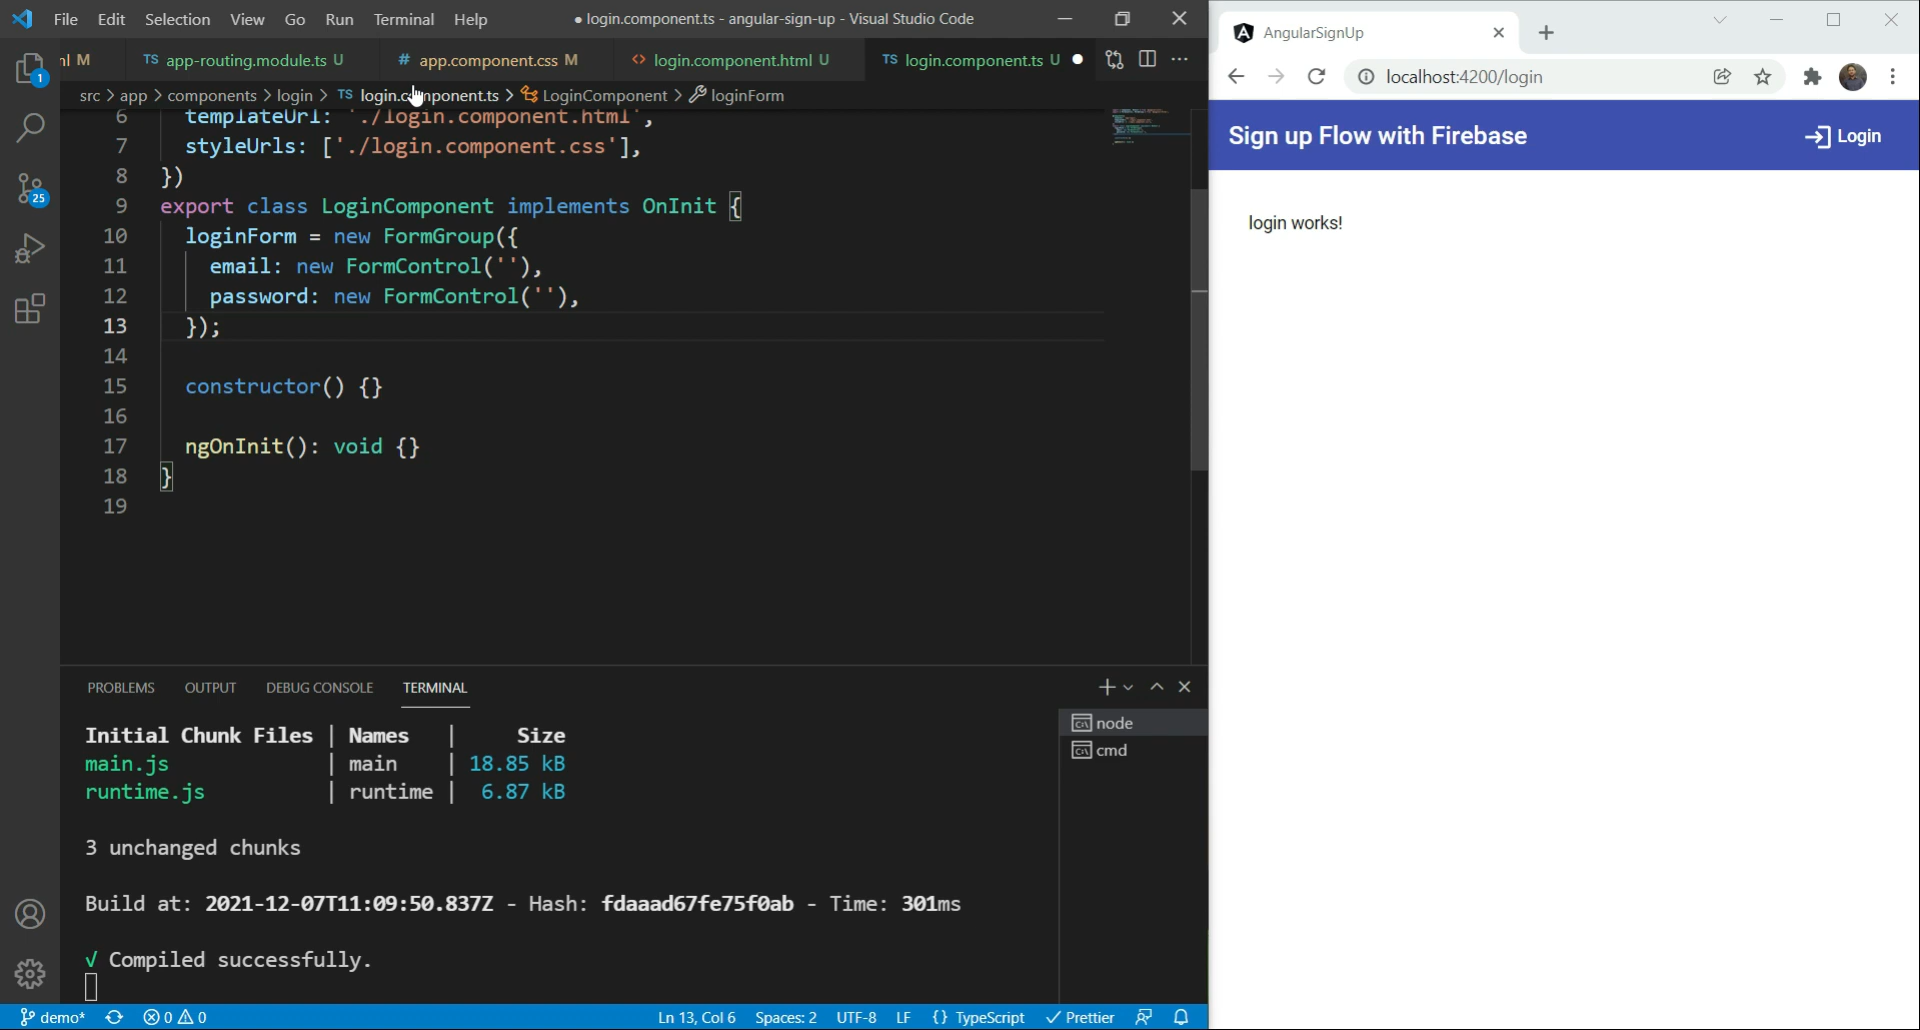 File Edit Selection View Go Run Terminal Help
● login.component.ts - angular-sign-up - Visual Studio Code
M
TS app-routing.module.ts U
# app.component.css M
<> login.component.html U
TS login.component.ts U ●
src > app > components > login > TS login.component.ts > LoginComponent > loginForm
6 templateUrl: './login.component.html',
7 styleUrls: ['./login.component.css'],
8 })
9 export class LoginComponent implements OnInit {
10 loginForm = new FormGroup({
11 email: new FormControl(''),
12 password: new FormControl(''),
13 });
14
15 constructor() {}
16
17 ngOnInit(): void {}
18 }
19
1
25
PROBLEMS OUTPUT DEBUG CONSOLE TERMINAL
Initial Chunk Files | Names | Size
main.js | main | 18.85 kB
runtime.js | runtime | 6.87 kB
3 unchanged chunks
Build at: 2021-12-07T11:09:50.837Z - Hash: fdaaad67fe75f0ab - Time: 301ms
√ Compiled successfully.
node
cmd
demo* 0 0 Ln 13, Col 6 Spaces: 2 UTF-8 LF {} TypeScript ✓ Prettier
AngularSignUp
localhost:4200/login
Sign up Flow with Firebase
Login
login works!